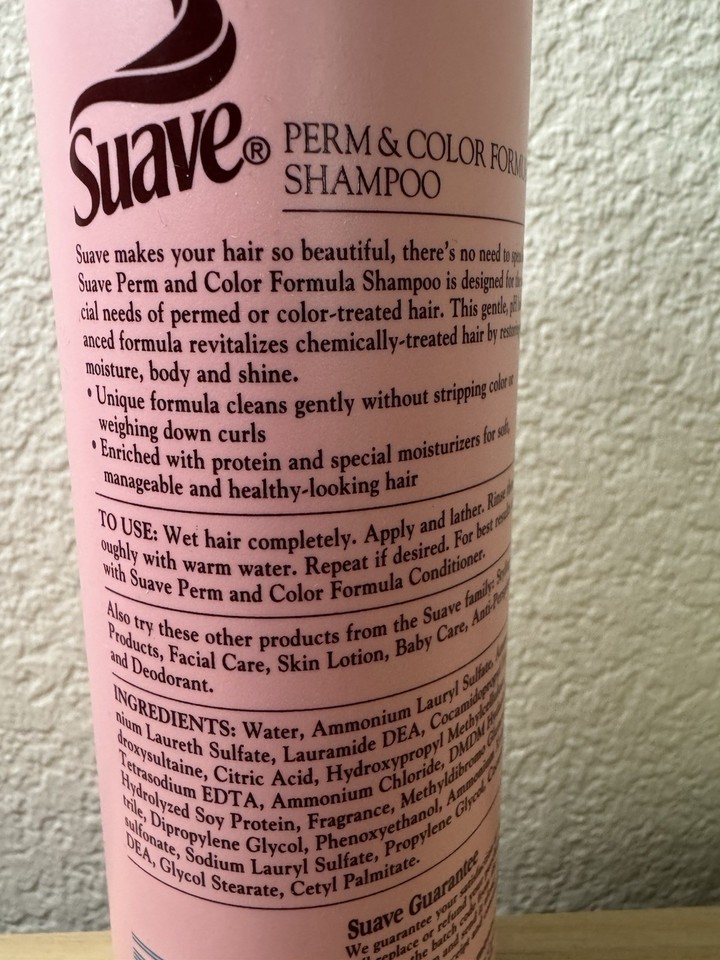 Suave®
PERM & COLOR
SHAMPOO
Suave makes your hair so beautiful, there's no need to
Suave Perm and Color Formula Shampoo is designed for
cial needs of permed or color-treated hair. This gentle,
anced formula revitalizes chemically-treated hair by
moisture, body and shine.
• Unique formula cleans gently without stripping color or
weighing down curls
• Enriched with protein and special moisturizers for soft,
manageable and healthy-looking hair
TO USE: Wet hair completely. Apply and lather. Rinse
oughly with warm water. Repeat if desired. For best
with Suave Perm and Color Formula Conditioner.
Also try these other products from the Suave family:
Products, Facial Care, Skin Lotion, Baby Care,
and Deodorant.
INGREDIENTS: Water, Ammonium Lauryl Sulfate,
nium Laureth Sulfate, Lauramide DEA,
droxysultaine, Citric Acid, Hydroxypropyl
Tetrasodium EDTA, Ammonium Chloride, DMDM
Hydrolyzed Soy Protein, Fragrance, Methyldibromo
trile, Dipropylene Glycol, Phenoxyethanol,
sulfonate, Sodium Lauryl Sulfate, Propylene Glycol,
DEA, Glycol Stearate, Cetyl Palmitate.
Suave Guarantee
We guarantee your
replace or refund your
the batch code